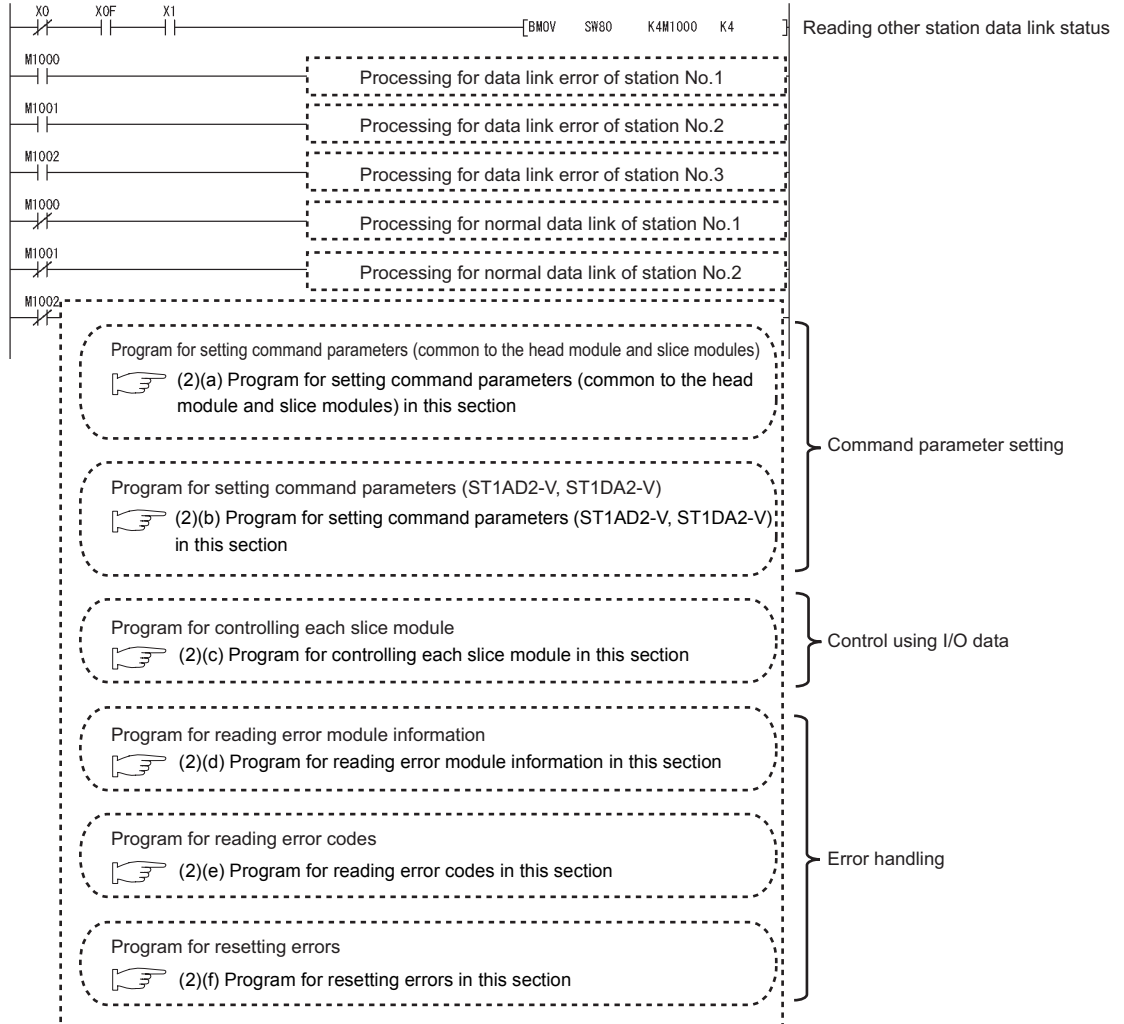 X0 X0F X1
BMOV SW80 K4M1000 K4
Reading other station data link status
M1000
Processing for data link error of station No.1
M1001
Processing for data link error of station No.2
M1002
Processing for data link error of station No.3
M1000
Processing for normal data link of station No.1
M1001
Processing for normal data link of station No.2
M1002
Program for setting command parameters (common to the head module and slice modules)
(2)(a) Program for setting command parameters (common to the head
module and slice modules) in this section
Command parameter setting
Program for setting command parameters (ST1AD2-V, ST1DA2-V)
(2)(b) Program for setting command parameters (ST1AD2-V, ST1DA2-V)
in this section
Program for controlling each slice module
(2)(c) Program for controlling each slice module in this section
Control using I/O data
Program for reading error module information
(2)(d) Program for reading error module information in this section
Program for reading error codes
(2)(e) Program for reading error codes in this section
Error handling
Program for resetting errors
(2)(f) Program for resetting errors in this section